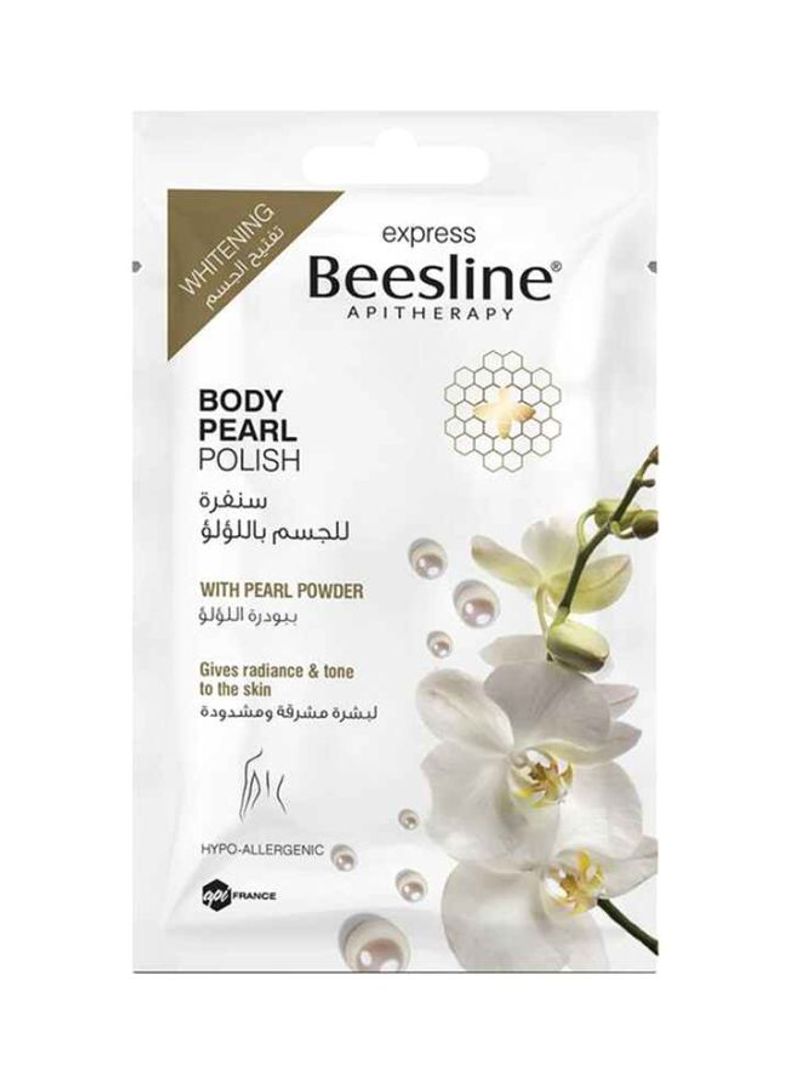 WHITENING
تفتيح الجسم
express
Beesline®
APITHERAPY
BODY
PEARL
POLISH
سنفرة
للجسم باللؤلؤ
WITH PEARL POWDER
ببودرة اللؤلؤ
Gives radiance & tone
to the skin
لبشرة مشرقة ومشدودة
HYPO-ALLERGENIC
api FRANCE